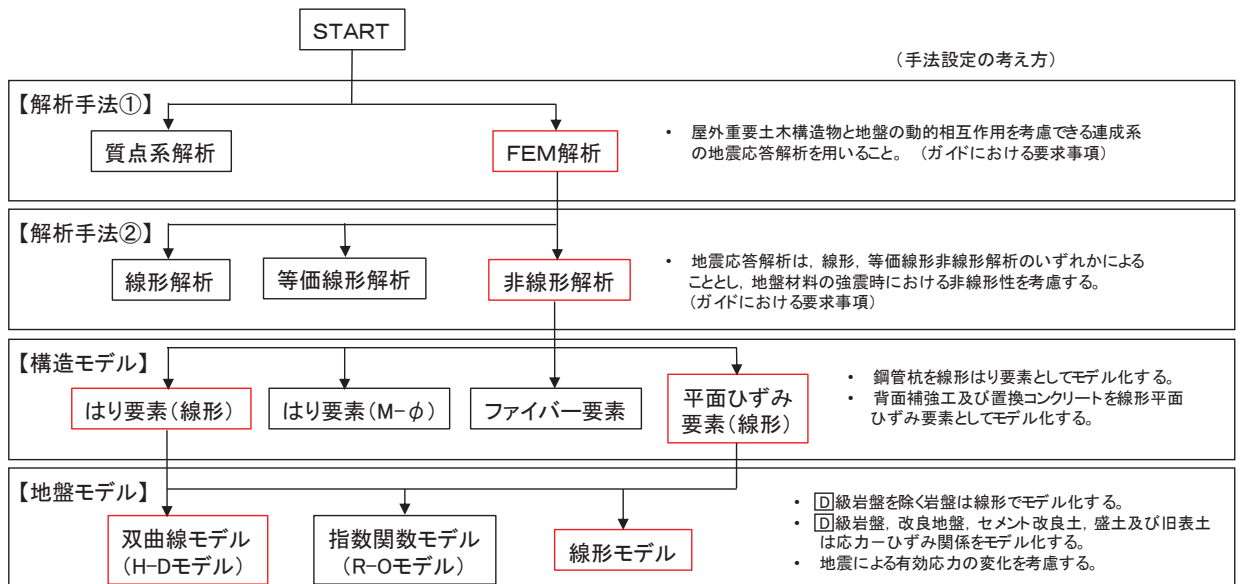 START
(手法設定の考え方)
【解析手法①】
質点系解析
FEM解析
・ 屋外重要土木構造物と地盤の動的相互作用を考慮できる連成系
の地震応答解析を用いること。 (ガイドにおける要求事項)
【解析手法②】
線形解析
等価線形解析
非線形解析
・ 地震応答解析は, 線形, 等価線形非線形解析のいずれかによる
こととし, 地盤材料の強震時における非線形性を考慮する。
(ガイドにおける要求事項)
【構造モデル】
はり要素(線形)
はり要素(M-φ)
ファイバー要素
平面ひずみ
要素(線形)
・ 鋼管杭を線形はり要素としてモデル化する。
・ 背面補強工及び置換コンクリートを線形平面
ひずみ要素としてモデル化する。
【地盤モデル】
双曲線モデル
(H-Dモデル)
指数関数モデル
(R-Oモデル)
線形モデル
・ D級岩盤を除く岩盤は線形でモデル化する。
・ D級岩盤, 改良地盤, セメント改良土, 盛土及び旧表土
は応力ーひずみ関係をモデル化する。
・ 地震による有効応力の変化を考慮する。